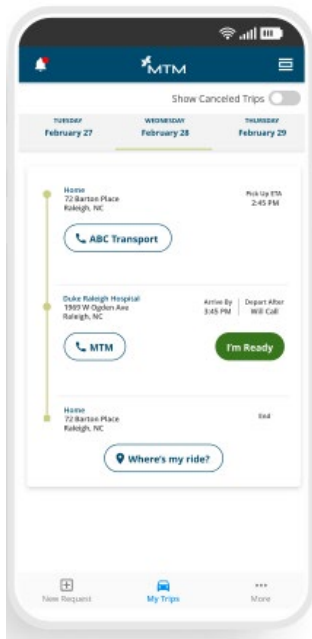 MTM
Show Canceled Trips
TUESDAY
February 27
WEDNESDAY
February 28
THURSDAY
February 29
Home
72 Barton Place
Raleigh, NC
Pick Up ETA
2:45 PM
ABC Transport
Duke Raleigh Hospital
1969 W Ogden Ave
Raleigh, NC
Arrive By
3:45 PM
Depart After
Will Call
MTM
I'm Ready
Home
72 Barton Place
Raleigh, NC
End
Where's my ride?
New Request
My Trips
More